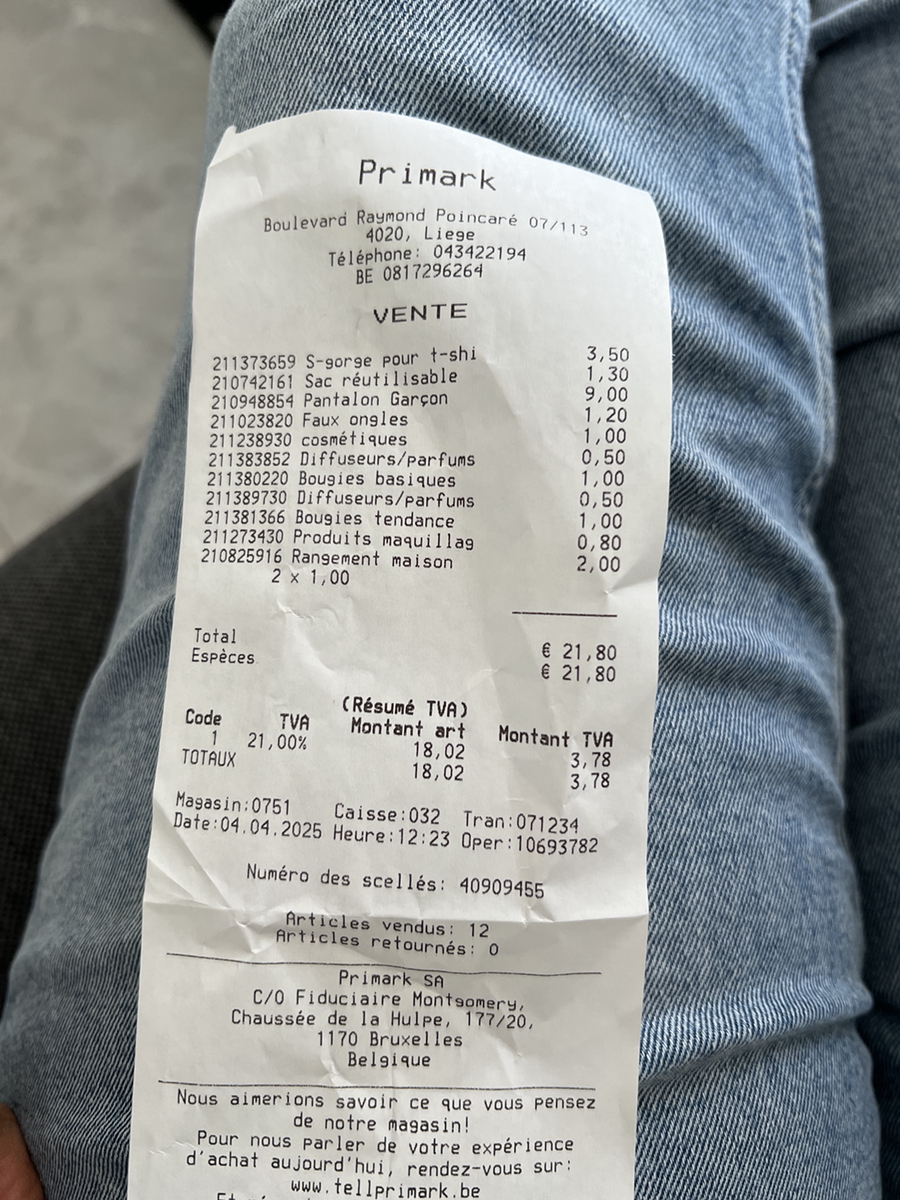 Primark
Boulevard Raymond Poincaré 07/113
4020, Liege
Téléphone: 043422194
BE 0817296264
VENTE
211373659 S-gorge pour t-shi 3,50
210742161 Sac réutilisable 1,30
210948854 Pantalon Garçon 9,00
211023820 Faux ongles 1,20
211238930 cosmétiques 1,00
211383852 Diffuseurs/parfums 0,50
211380220 Bougies basiques 1,00
211389730 Diffuseurs/parfums 0,50
211381366 Bougies tendance 1,00
211273430 Produits maquillag 0,80
210825916 Rangement maison 2,00
2 x 1,00
Total € 21,80
Espèces € 21,80
(Résumé TVA)
Code TVA Montant art Montant TVA
1 21,00% 18,02 3,78
TOTAUX 18,02 3,78
Magasin:0751 Caisse:032 Tran:071234
Date:04.04.2025 Heure:12:23 Oper:10693782
Numéro des scellés: 40909455
Articles vendus: 12
Articles retournés: 0
Primark SA
C/O Fiduciaire Montgomery,
Chaussée de la Hulpe, 177/20,
1170 Bruxelles
Belgique
Nous aimerions savoir ce que vous pensez
de notre magasin!
Pour nous parler de votre expérience
d'achat aujourd'hui, rendez-vous sur:
www.tellprimark.be